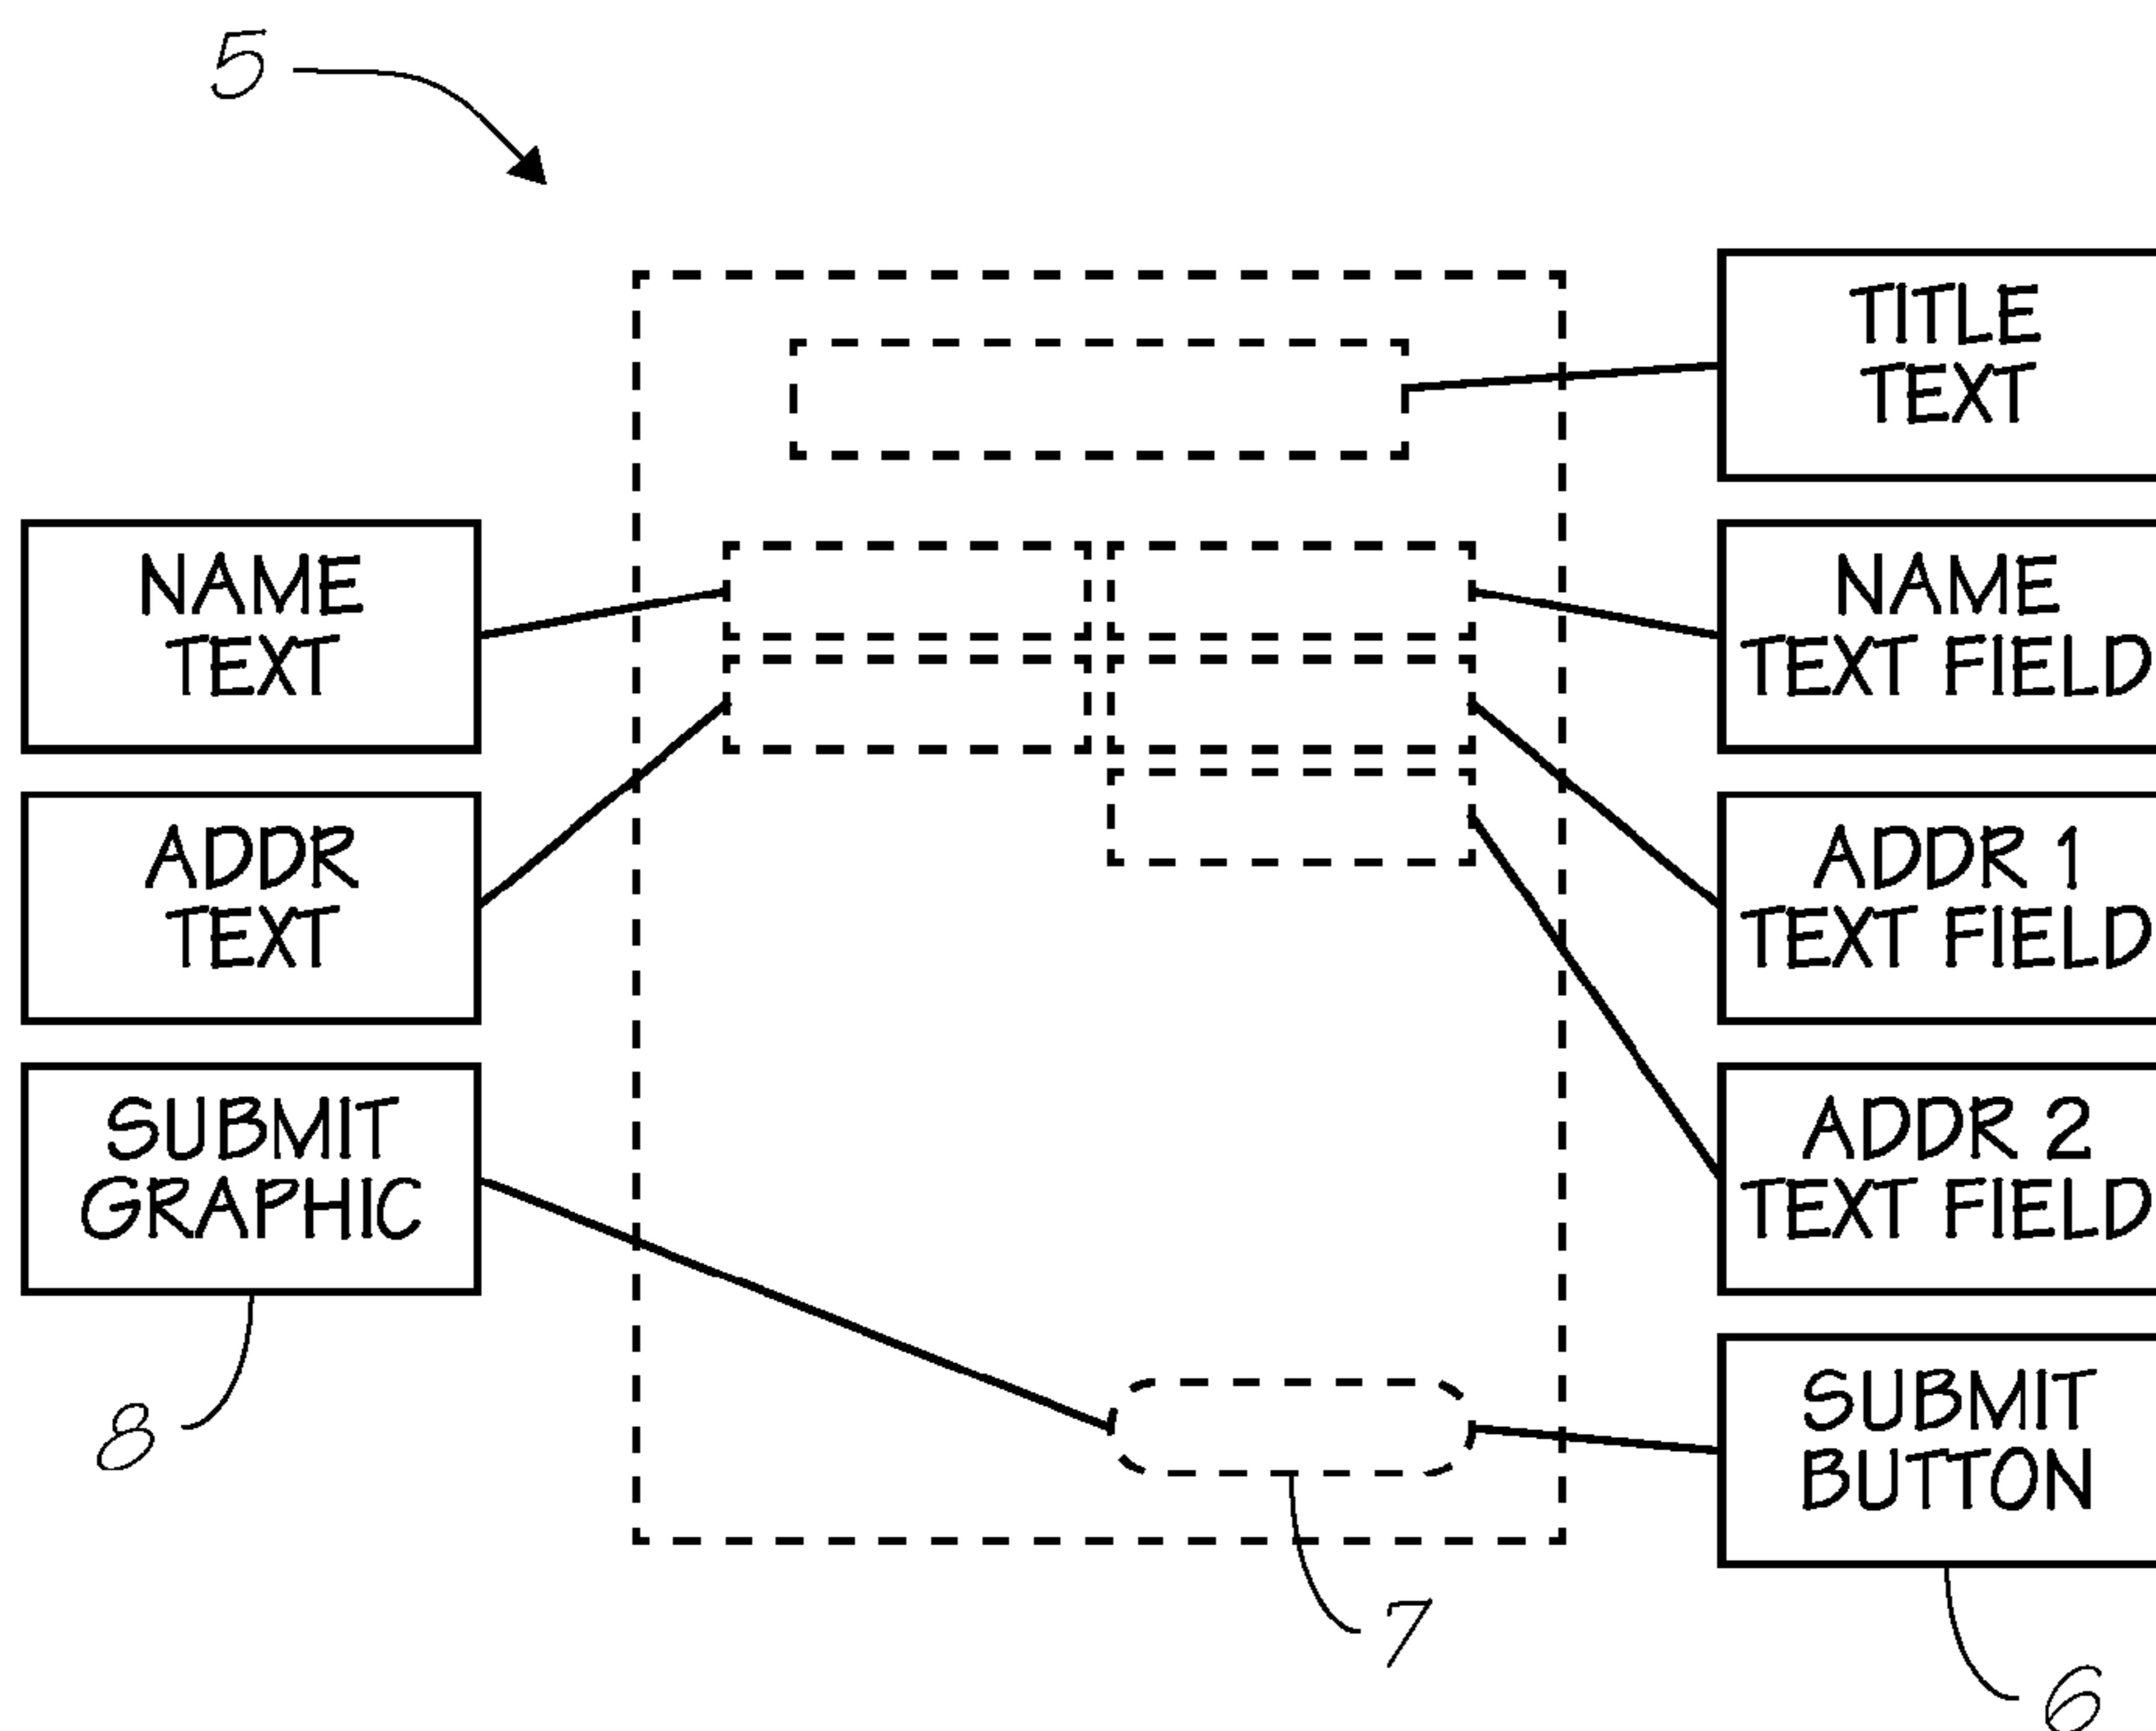 5
TITLE
TEXT
NAME
TEXT
NAME
TEXT FIELD
ADDR
TEXT
ADDR 1
TEXT FIELD
SUBMIT
GRAPHIC
ADDR 2
TEXT FIELD
SUBMIT
BUTTON
8
7
6